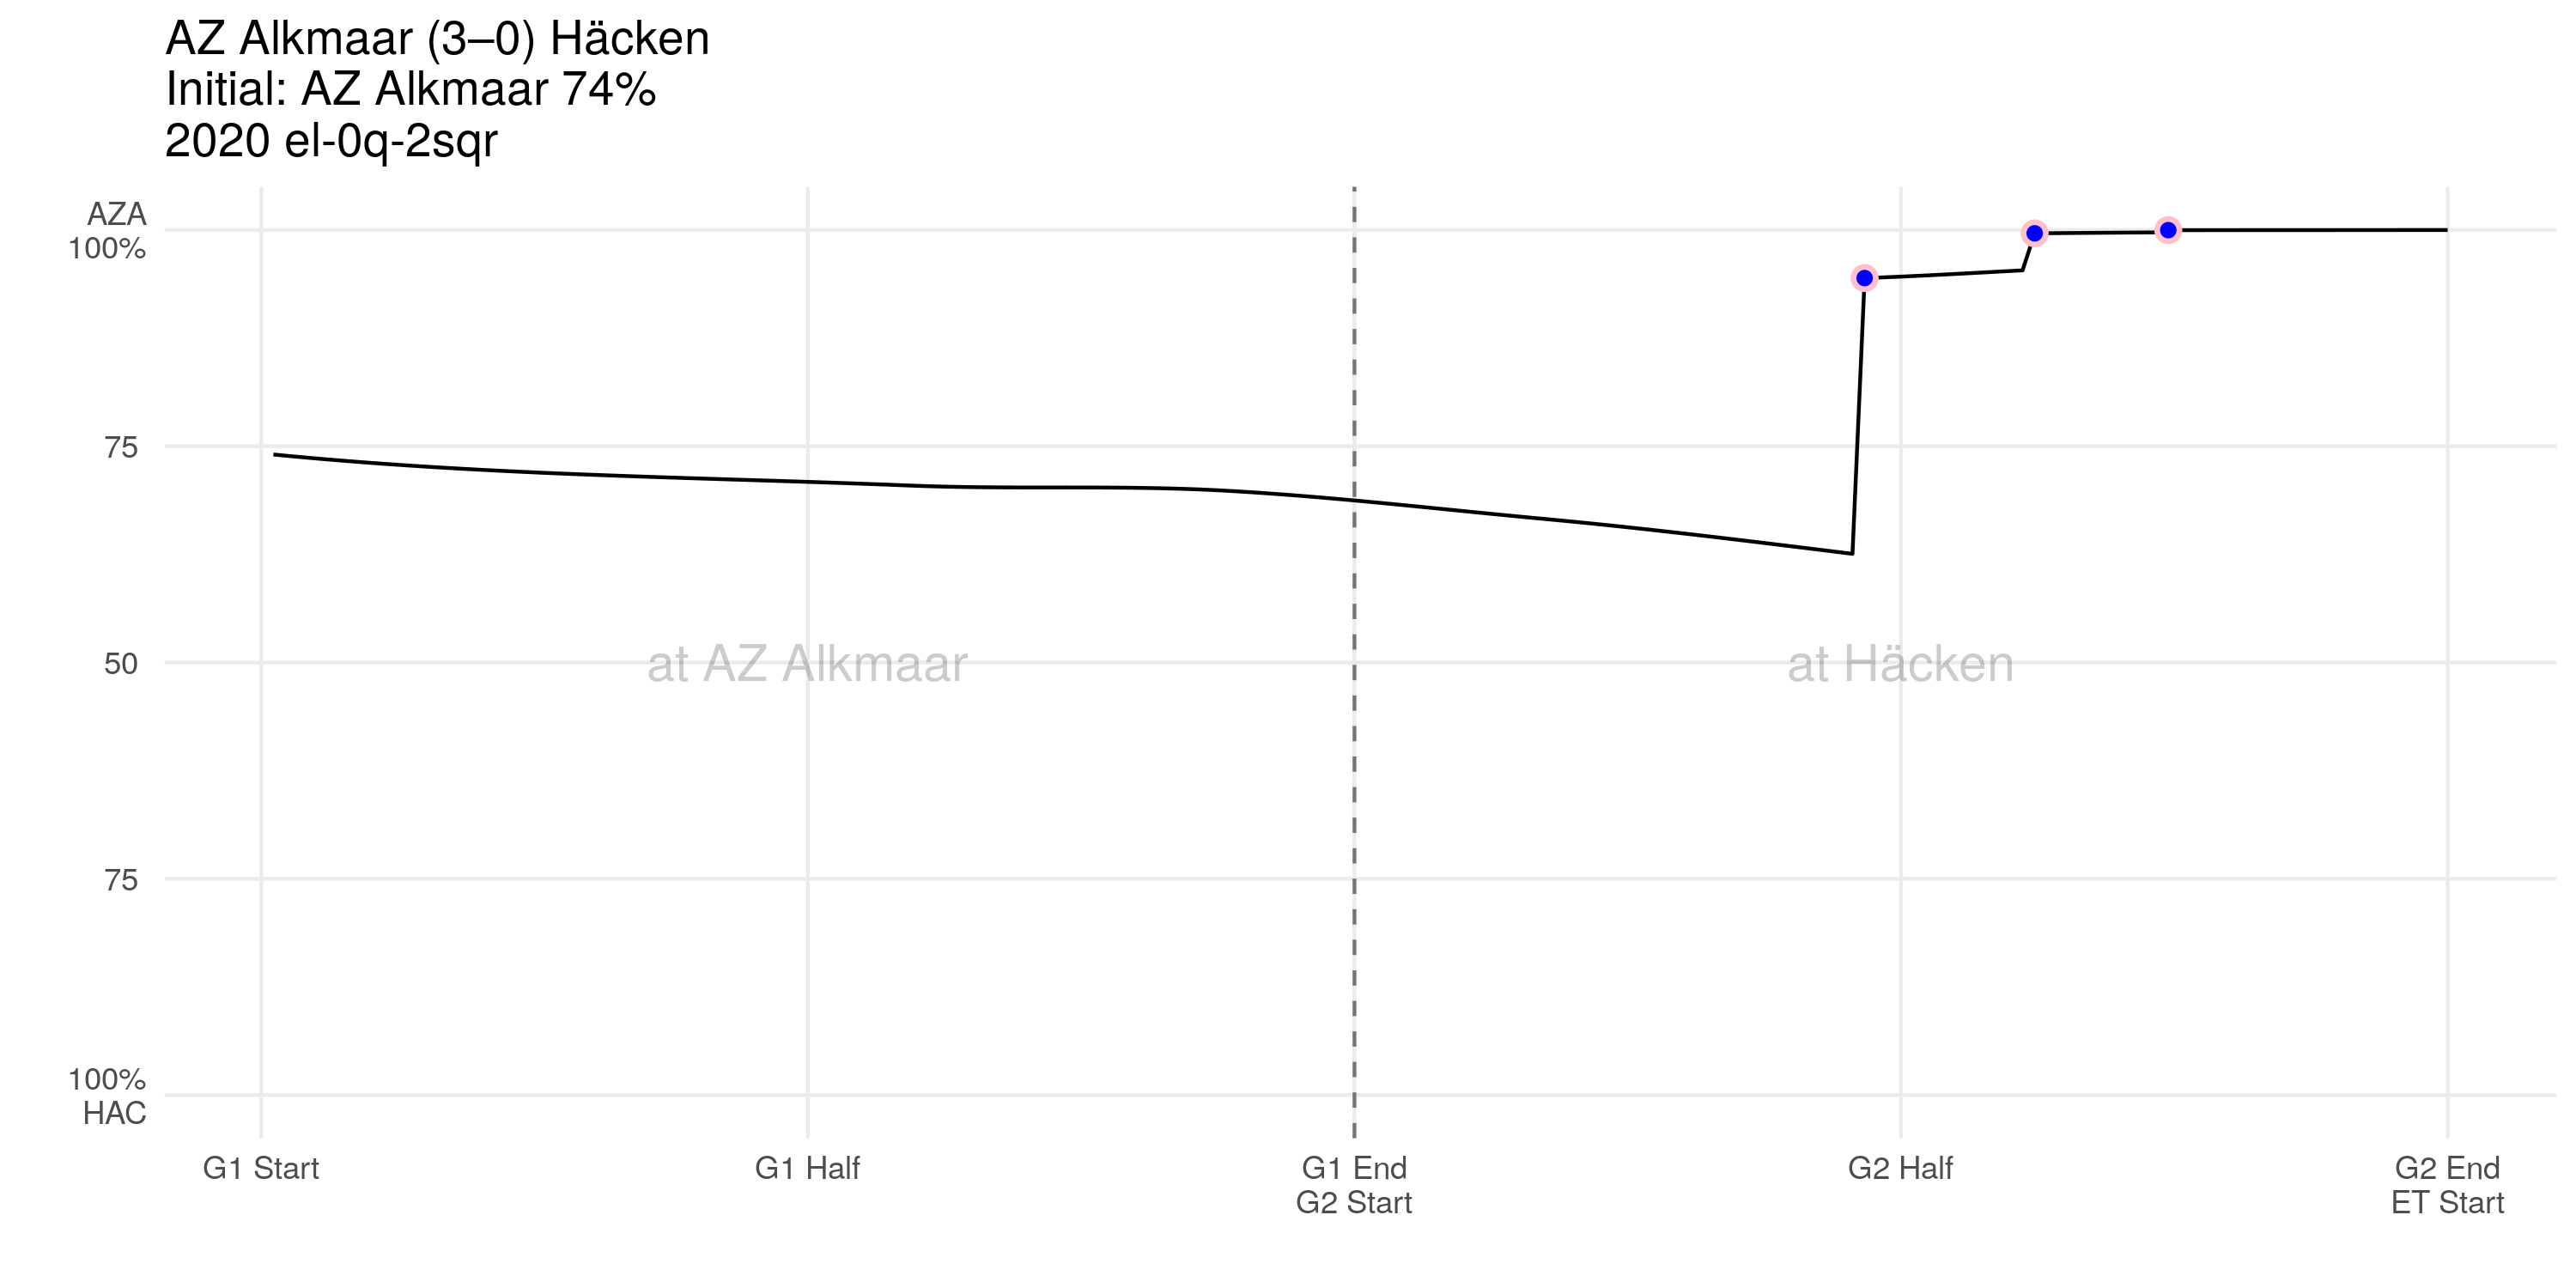 AZ Alkmaar (3–0) Häcken
Initial: AZ Alkmaar 74%
2020 el-0q-2sqr
AZA
100%
75
50
75
100%
HAC
at AZ Alkmaar
at Häcken
G1 Start
G1 Half
G1 End
G2 Start
G2 Half
G2 End
ET Start